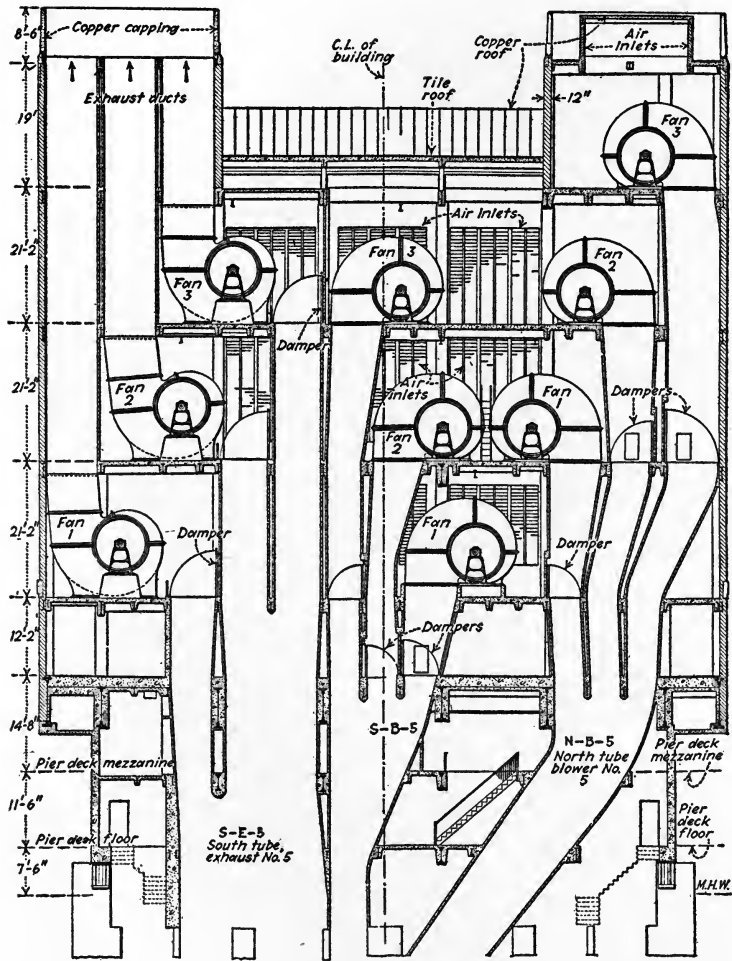 8'-6"
Copper capping
C.L. of
building
Copper
roof
Air
Inlets
Exhaust ducts
Tile
roof
12"
19'
Fan
3
Air Inlets
21'-2"
Fan
3
Fan
3
Fan
2
Damper
21'-2"
Fan
2
Air
inlets
Fan
2
Fan
1
Dampers
21'-2"
Fan
1
Damper
Fan
1
Damper
12'-2"
Dampers
14'-8"
S-B-5
N-B-5
North tube
blower No.
5
Pier deck mezzanine
Pier deck
mezzanine
11'-6"
Pier deck floor
S-E-5
South tube,
exhaust No. 5
Pier
deck
floor
7'-6"
M.H.W.